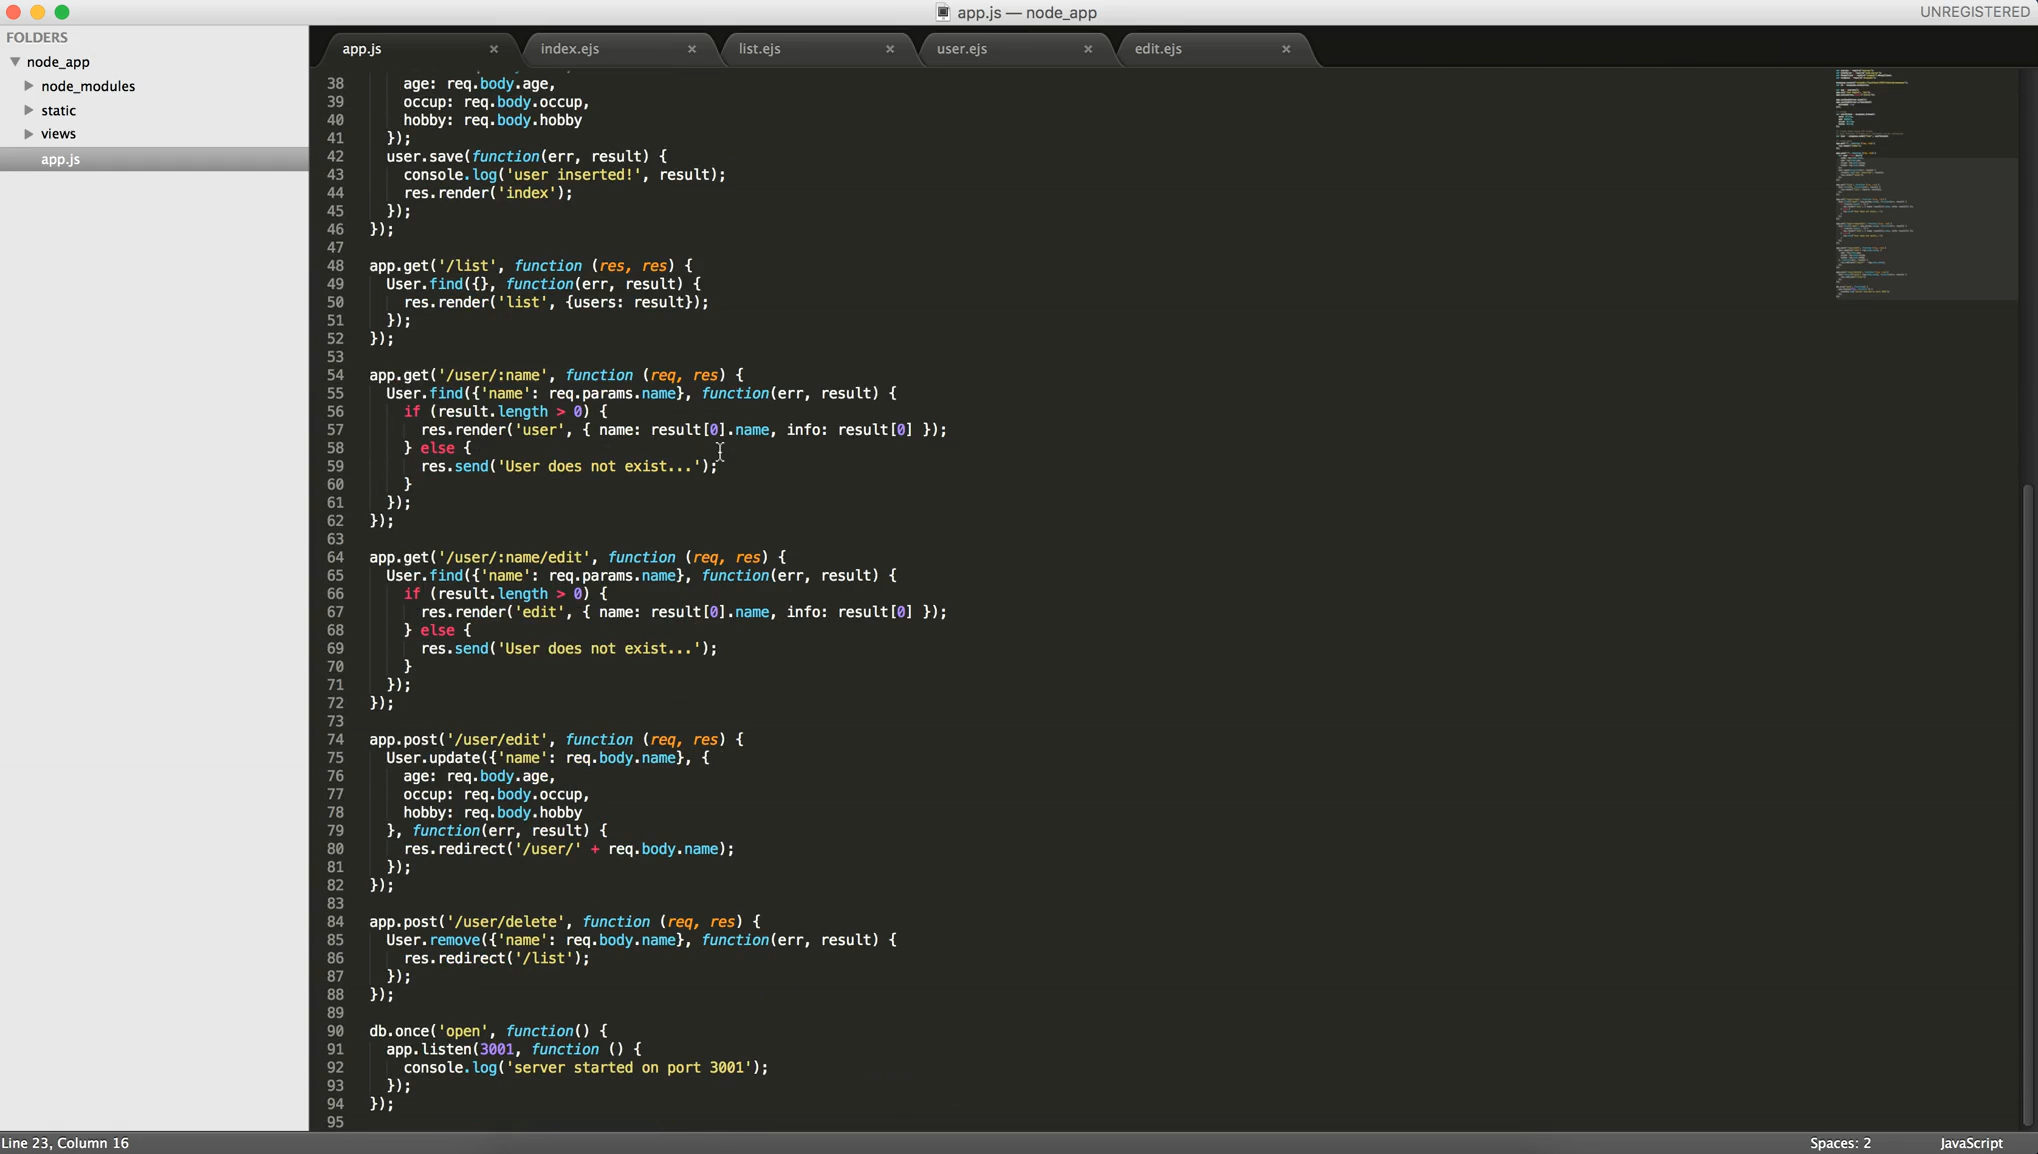 app.js — node_app
UNREGISTERED
FOLDERS
node_app
node_modules
static
views
app.js
app.js × index.ejs × list.ejs × user.ejs × edit.ejs ×
38 age: req.body.age,
39 occup: req.body.occup,
40 hobby: req.body.hobby
41 });
42 user.save(function(err, result) {
43 console.log('user inserted!', result);
44 res.render('index');
45 });
46 });
47
48 app.get('/list', function (res, res) {
49 User.find({}, function(err, result) {
50 res.render('list', {users: result});
51 });
52 });
53
54 app.get('/user/:name', function (req, res) {
55 User.find({'name': req.params.name}, function(err, result) {
56 if (result.length > 0) {
57 res.render('user', { name: result[0].name, info: result[0] });
58 } else {
59 res.send('User does not exist...');
60 }
61 });
62 });
63
64 app.get('/user/:name/edit', function (req, res) {
65 User.find({'name': req.params.name}, function(err, result) {
66 if (result.length > 0) {
67 res.render('edit', { name: result[0].name, info: result[0] });
68 } else {
69 res.send('User does not exist...');
70 }
71 });
72 });
73
74 app.post('/user/edit', function (req, res) {
75 User.update({'name': req.body.name}, {
76 age: req.body.age,
77 occup: req.body.occup,
78 hobby: req.body.hobby
79 }, function(err, result) {
80 res.redirect('/user/' + req.body.name);
81 });
82 });
83
84 app.post('/user/delete', function (req, res) {
85 User.remove({'name': req.body.name}, function(err, result) {
86 res.redirect('/list');
87 });
88 });
89
90 db.once('open', function() {
91 app.listen(3001, function () {
92 console.log('server started on port 3001');
93 });
94 });
95
Line 23, Column 16
Spaces: 2
JavaScript